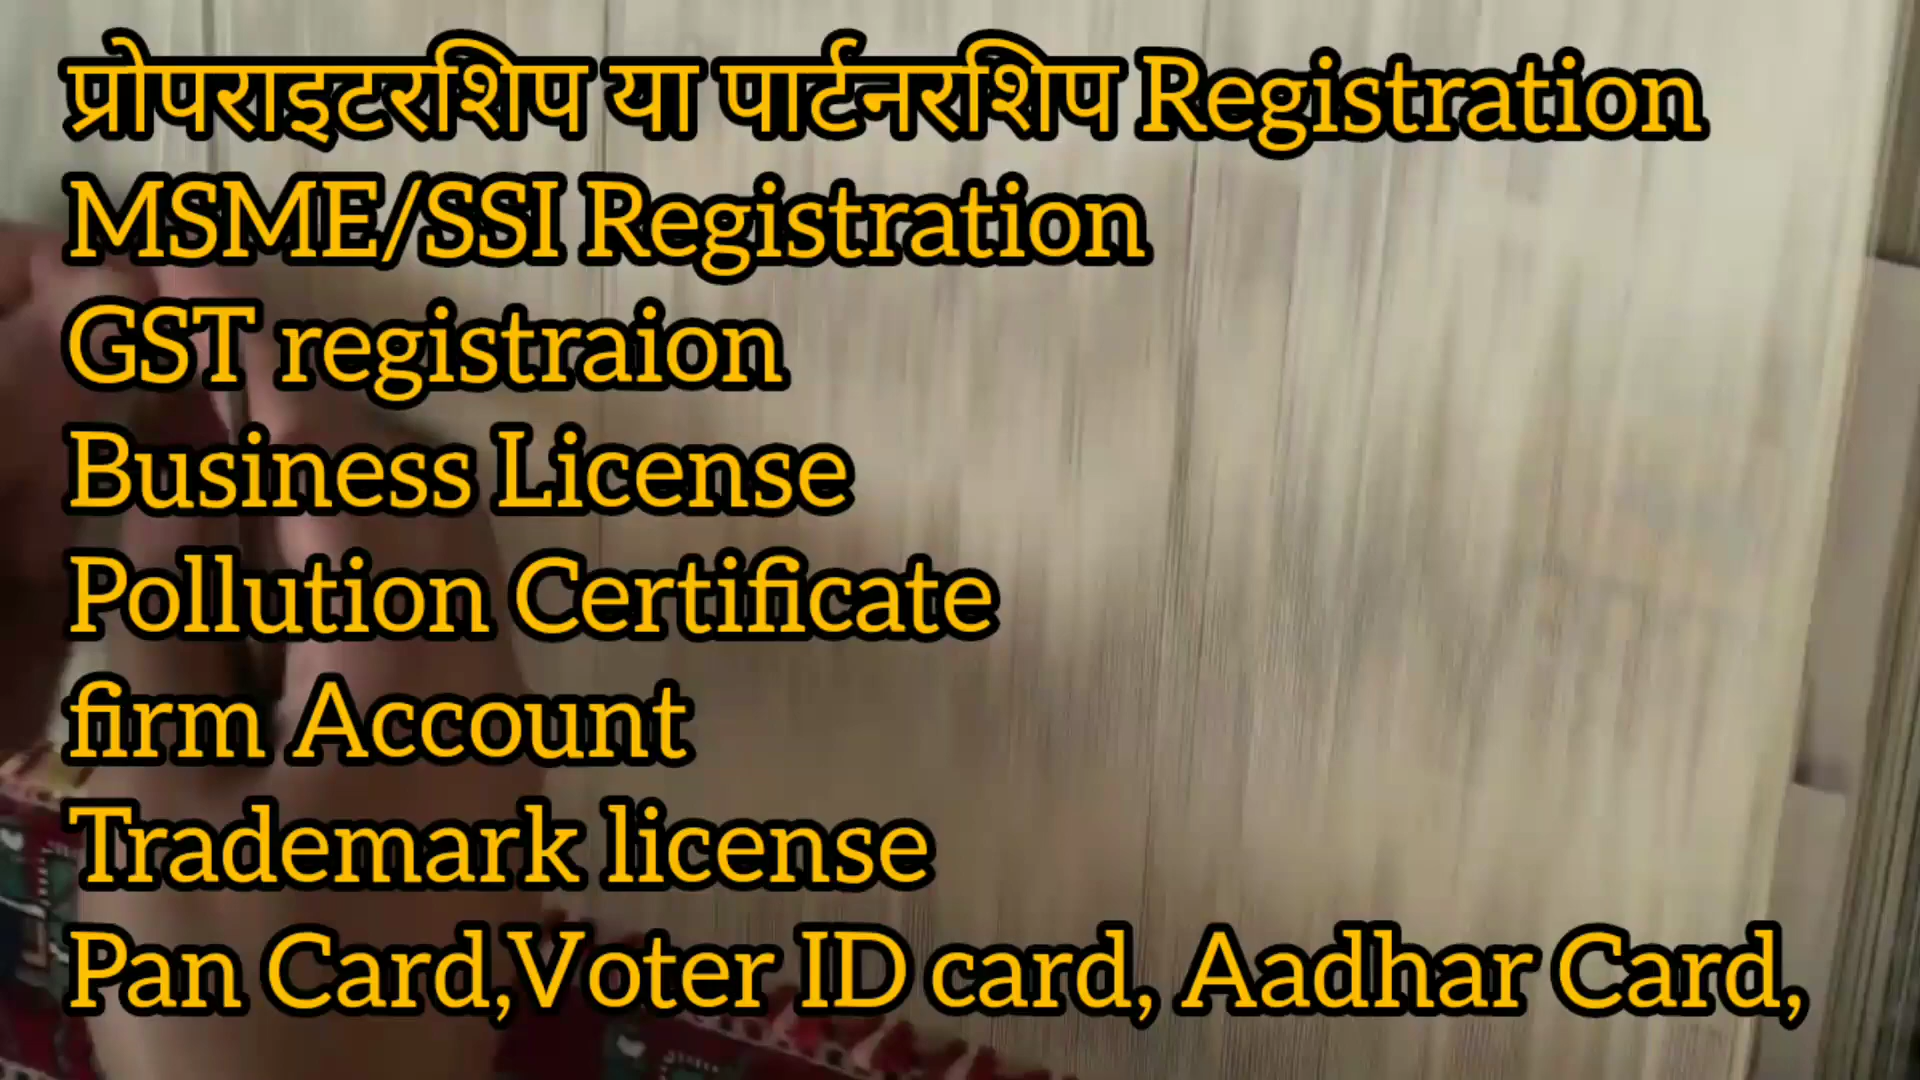 प्रोपराइटरशिप या पार्टनरशिप Registration
MSME/SSI Registration
GST registraion
Business License
Pollution Certificate
firm Account
Trademark license
Pan Card,Voter ID card, Aadhar Card,